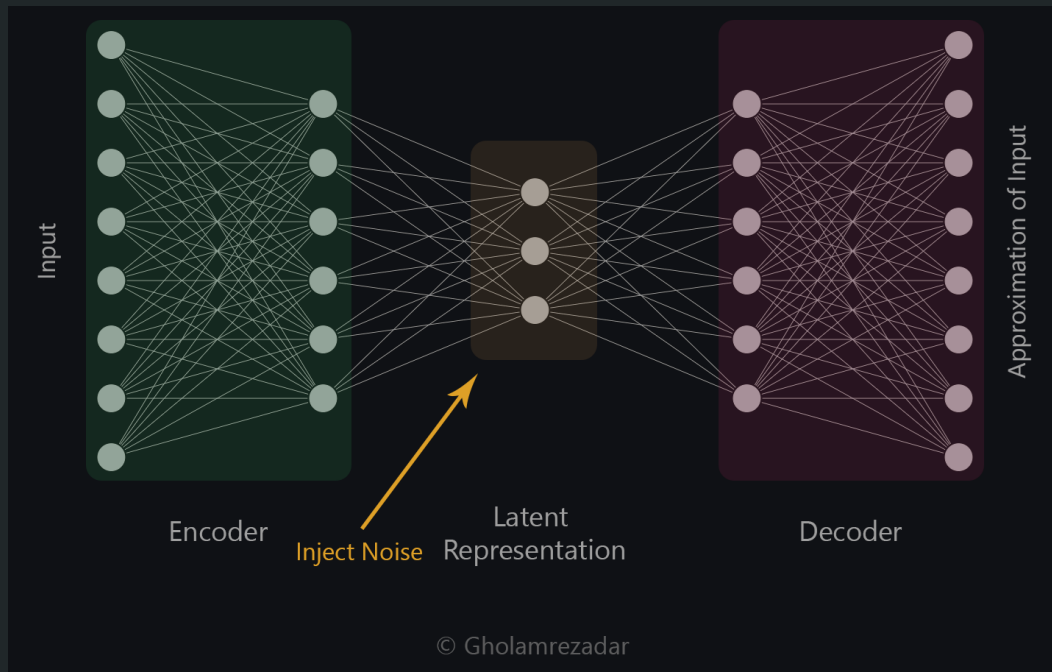 Input
Approximation of Input
Encoder
Inject Noise
Latent
Representation
Decoder
© Gholamrezadar